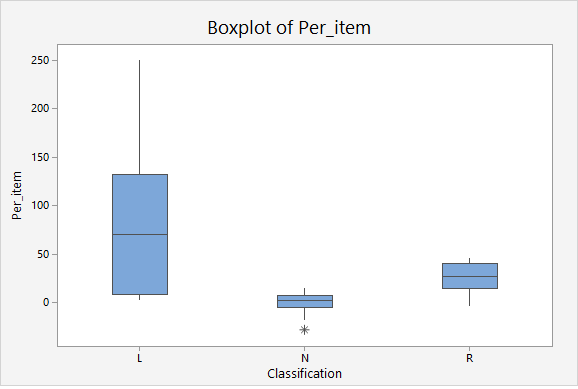 Boxplot of Per_item
250
200
150
100
50
0
Per_item
L N R
Classification